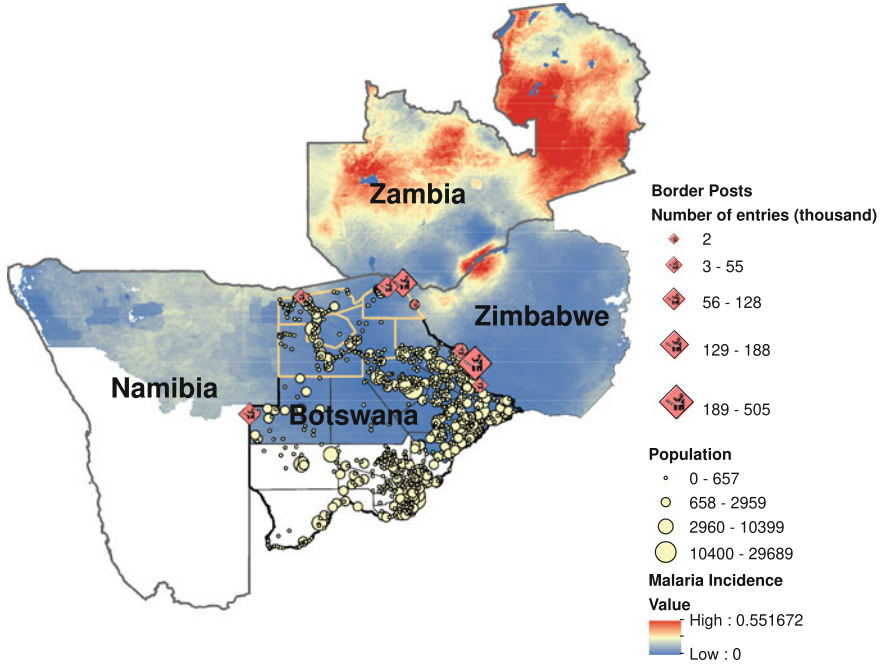 Zambia
Zimbabwe
Namibia
Botswana
Border Posts
Number of entries (thousand)
2
3 - 55
56 - 128
129 - 188
189 - 505
Population
0 - 657
658 - 2959
2960 - 10399
10400 - 29689
Malaria Incidence
Value
High : 0.551672
Low : 0